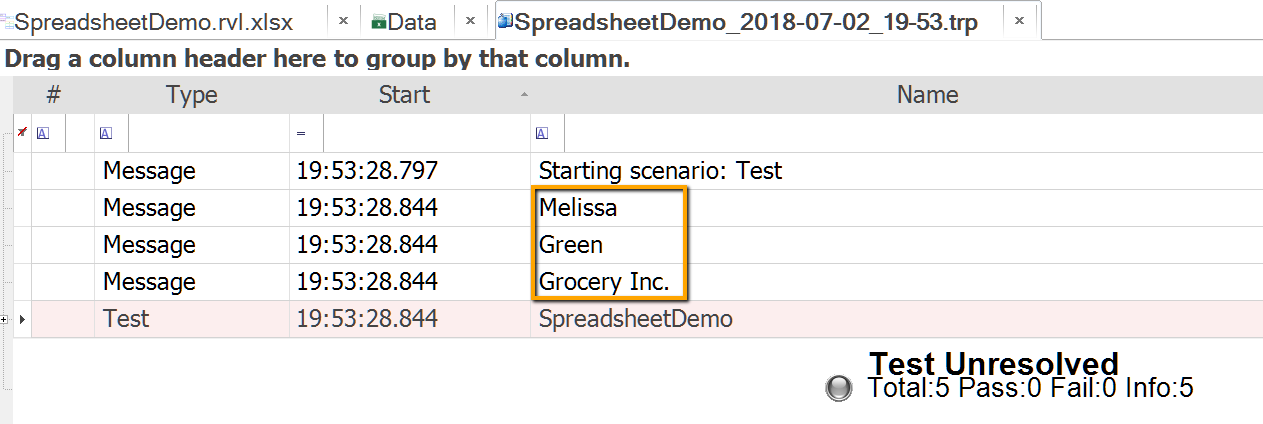 SpreadsheetDemo.rvl.xlsx × Data × SpreadsheetDemo_2018-07-02_19-53.trp ×
Drag a column header here to group by that column.
# Type Start Name
A A = A
Message 19:53:28.797 Starting scenario: Test
Message 19:53:28.844 Melissa
Message 19:53:28.844 Green
Message 19:53:28.844 Grocery Inc.
Test 19:53:28.844 SpreadsheetDemo
Test Unresolved
Total:5 Pass:0 Fail:0 Info:5